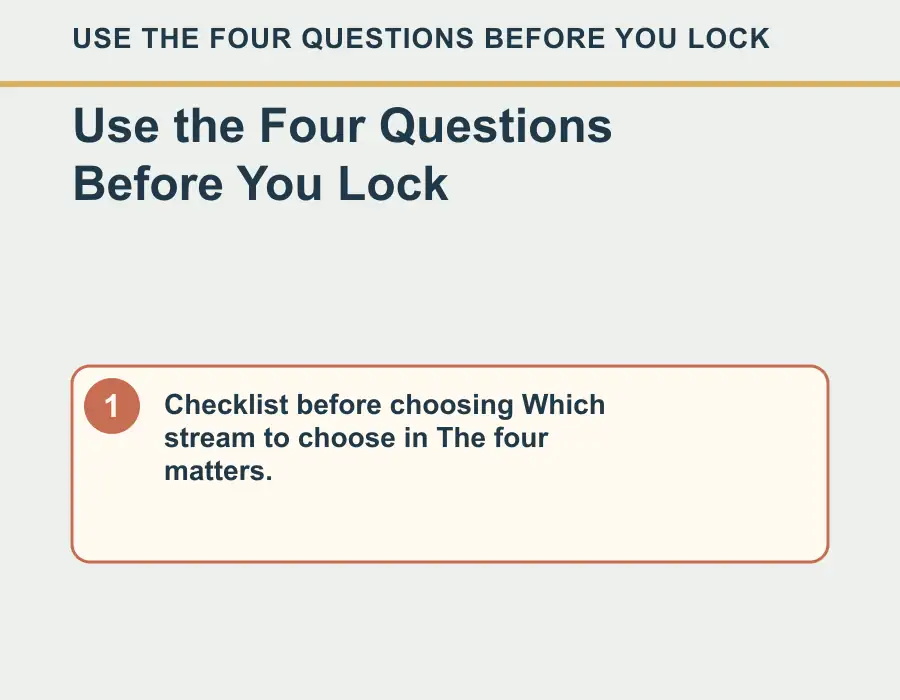 USE THE FOUR QUESTIONS BEFORE YOU LOCK
Use the Four Questions
Before You Lock
1
Checklist before choosing Which
stream to choose in The four
matters.